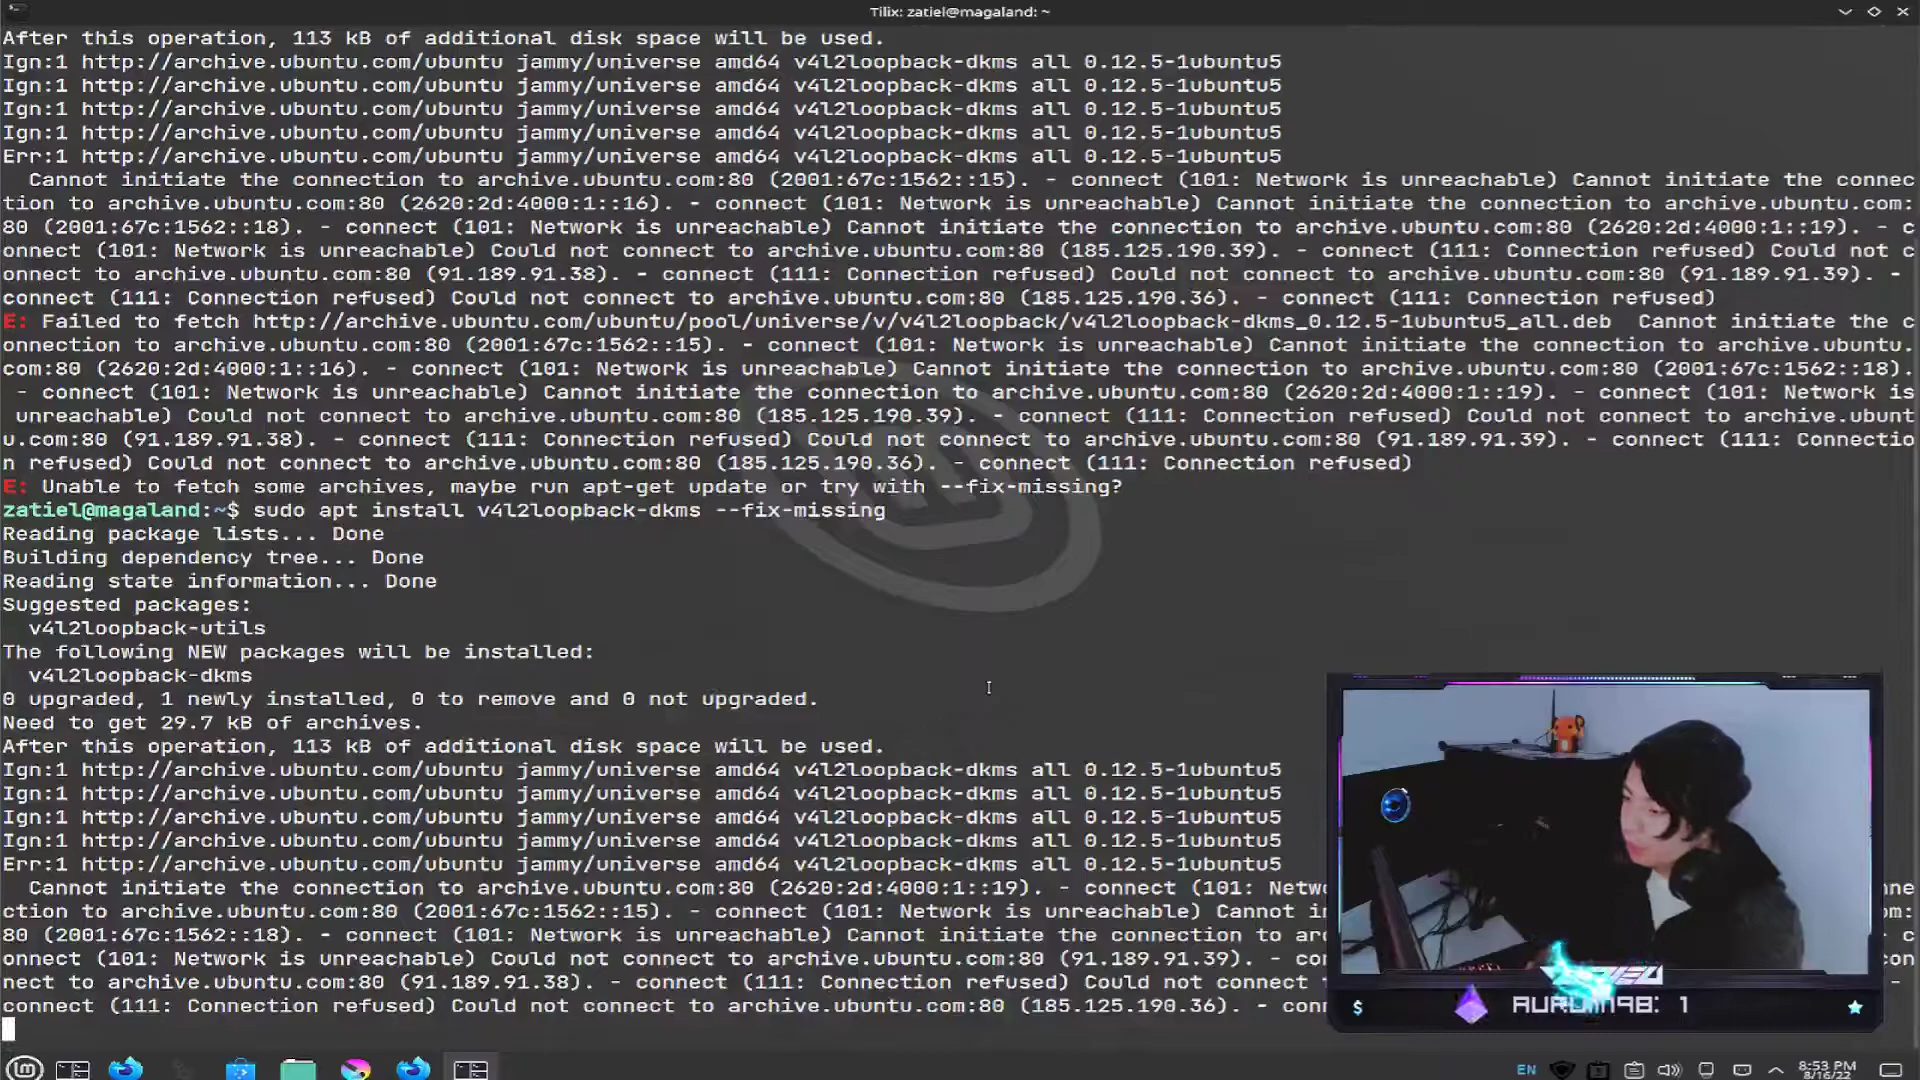 Tilix: zatiel@magaland: ~
After this operation, 113 kB of additional disk space will be used.
Ign:1 http://archive.ubuntu.com/ubuntu jammy/universe amd64 v4l2loopback-dkms all 0.12.5-1ubuntu5
Ign:1 http://archive.ubuntu.com/ubuntu jammy/universe amd64 v4l2loopback-dkms all 0.12.5-1ubuntu5
Ign:1 http://archive.ubuntu.com/ubuntu jammy/universe amd64 v4l2loopback-dkms all 0.12.5-1ubuntu5
Ign:1 http://archive.ubuntu.com/ubuntu jammy/universe amd64 v4l2loopback-dkms all 0.12.5-1ubuntu5
Err:1 http://archive.ubuntu.com/ubuntu jammy/universe amd64 v4l2loopback-dkms all 0.12.5-1ubuntu5
Cannot initiate the connection to archive.ubuntu.com:80 (2001:67c:1562::15). - connect (101: Network is unreachable) Cannot initiate the connec
tion to archive.ubuntu.com:80 (2620:2d:4000:1::16). - connect (101: Network is unreachable) Cannot initiate the connection to archive.ubuntu.com:
80 (2001:67c:1562::18). - connect (101: Network is unreachable) Cannot initiate the connection to archive.ubuntu.com:80 (2620:2d:4000:1::19). - c
onnect (101: Network is unreachable) Could not connect to archive.ubuntu.com:80 (185.125.190.39). - connect (111: Connection refused) Could not c
onnect to archive.ubuntu.com:80 (91.189.91.38). - connect (111: Connection refused) Could not connect to archive.ubuntu.com:80 (91.189.91.39). -
connect (111: Connection refused) Could not connect to archive.ubuntu.com:80 (185.125.190.36). - connect (111: Connection refused)
E: Failed to fetch http://archive.ubuntu.com/ubuntu/pool/universe/v/v4l2loopback/v4l2loopback-dkms_0.12.5-1ubuntu5_all.deb Cannot initiate the c
onnection to archive.ubuntu.com:80 (2001:67c:1562::15). - connect (101: Network is unreachable) Cannot initiate the connection to archive.ubuntu.
com:80 (2620:2d:4000:1::16). - connect (101: Network is unreachable) Cannot initiate the connection to archive.ubuntu.com:80 (2001:67c:1562::18).
- connect (101: Network is unreachable) Cannot initiate the connection to archive.ubuntu.com:80 (2620:2d:4000:1::19). - connect (101: Network is
unreachable) Could not connect to archive.ubuntu.com:80 (185.125.190.39). - connect (111: Connection refused) Could not connect to archive.ubunt
u.com:80 (91.189.91.38). - connect (111: Connection refused) Could not connect to archive.ubuntu.com:80 (91.189.91.39). - connect (111: Connectio
n refused) Could not connect to archive.ubuntu.com:80 (185.125.190.36). - connect (111: Connection refused)
E: Unable to fetch some archives, maybe run apt-get update or try with --fix-missing?
zatiel@magaland:~$ sudo apt install v4l2loopback-dkms --fix-missing
Reading package lists... Done
Building dependency tree... Done
Reading state information... Done
Suggested packages:
v4l2loopback-utils
The following NEW packages will be installed:
v4l2loopback-dkms
0 upgraded, 1 newly installed, 0 to remove and 0 not upgraded.
Need to get 29.7 kB of archives.
After this operation, 113 kB of additional disk space will be used.
Ign:1 http://archive.ubuntu.com/ubuntu jammy/universe amd64 v4l2loopback-dkms all 0.12.5-1ubuntu5
Ign:1 http://archive.ubuntu.com/ubuntu jammy/universe amd64 v4l2loopback-dkms all 0.12.5-1ubuntu5
Ign:1 http://archive.ubuntu.com/ubuntu jammy/universe amd64 v4l2loopback-dkms all 0.12.5-1ubuntu5
Ign:1 http://archive.ubuntu.com/ubuntu jammy/universe amd64 v4l2loopback-dkms all 0.12.5-1ubuntu5
Err:1 http://archive.ubuntu.com/ubuntu jammy/universe amd64 v4l2loopback-dkms all 0.12.5-1ubuntu5
Cannot initiate the connection to archive.ubuntu.com:80 (2620:2d:4000:1::19). - connect (101: Netw nne
ction to archive.ubuntu.com:80 (2001:67c:1562::15). - connect (101: Network is unreachable) Cannot in om:
80 (2001:67c:1562::18). - connect (101: Network is unreachable) Cannot initiate the connection to ar - c
onnect (101: Network is unreachable) Could not connect to archive.ubuntu.com:80 (91.189.91.39). - co con
nect to archive.ubuntu.com:80 (91.189.91.38). - connect (111: Connection refused) Could not connect t -
connect (111: Connection refused) Could not connect to archive.ubuntu.com:80 (185.125.190.36). - con
$ AURUM98: 1
EN 8:53 PM
8/16/22